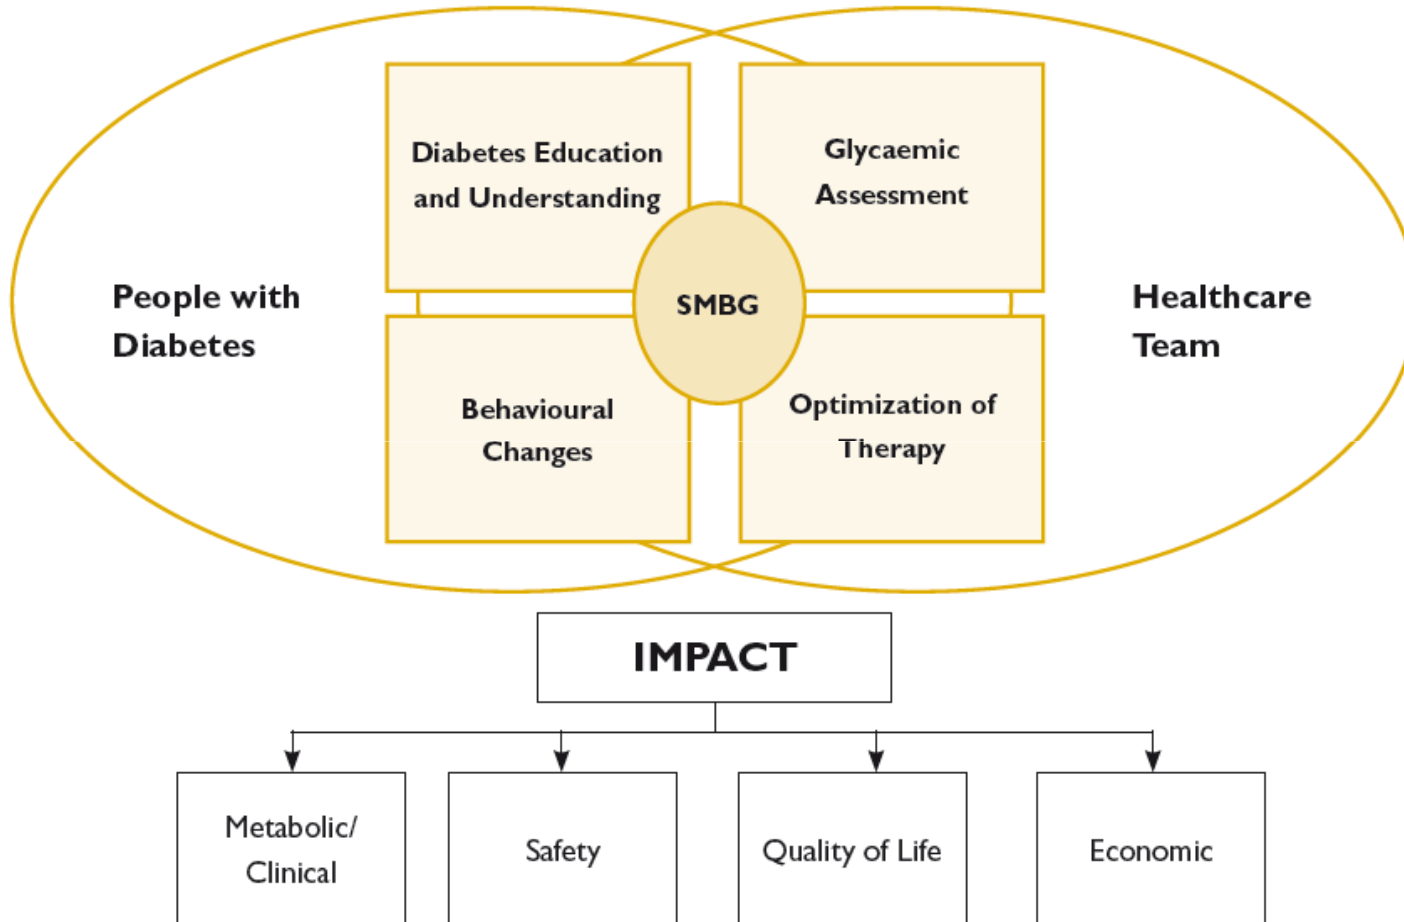 Diabetes Education
and Understanding
Glycaemic
Assessment
People with
Diabetes
SMBG
Healthcare
Team
Behavioural
Changes
Optimization of
Therapy
IMPACT
Metabolic/
Clinical
Safety
Quality of Life
Economic